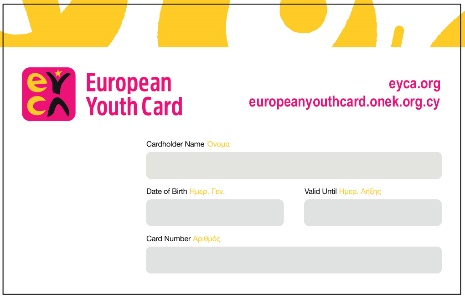 eyca
European
Youth Card
eyca.org
europeanyouthcard.onek.org.cy
Cardholder Name Όνομα
Date of Birth Ημερ. Γεν.
Valid Until Ημερ. Λήξης
Card Number Αριθμός